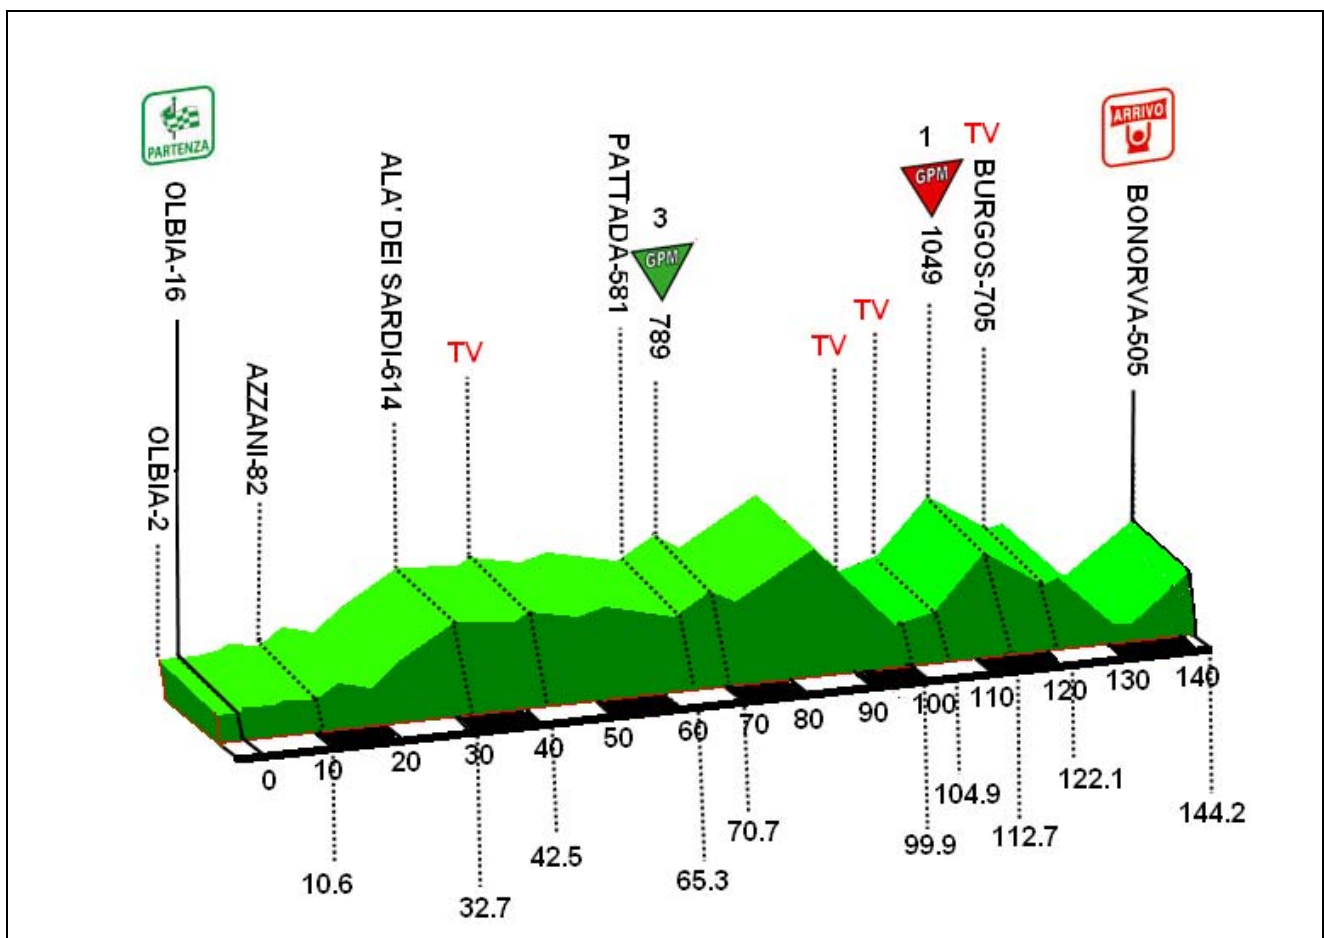 PARTENZA
OLBIA-16
OLBIA-2
AZZANI-82
ALA' DEI SARDI-614
TV
PATTADA-581
3
GPM
789
TV
TV
1
GPM
1049
TV
BURGOS-705
ARRIVO
BONORVA-505
0
10
20
30
40
50
60
70
80
90
100
110
120
130
140
10.6
32.7
42.5
65.3
70.7
99.9
104.9
112.7
122.1
144.2